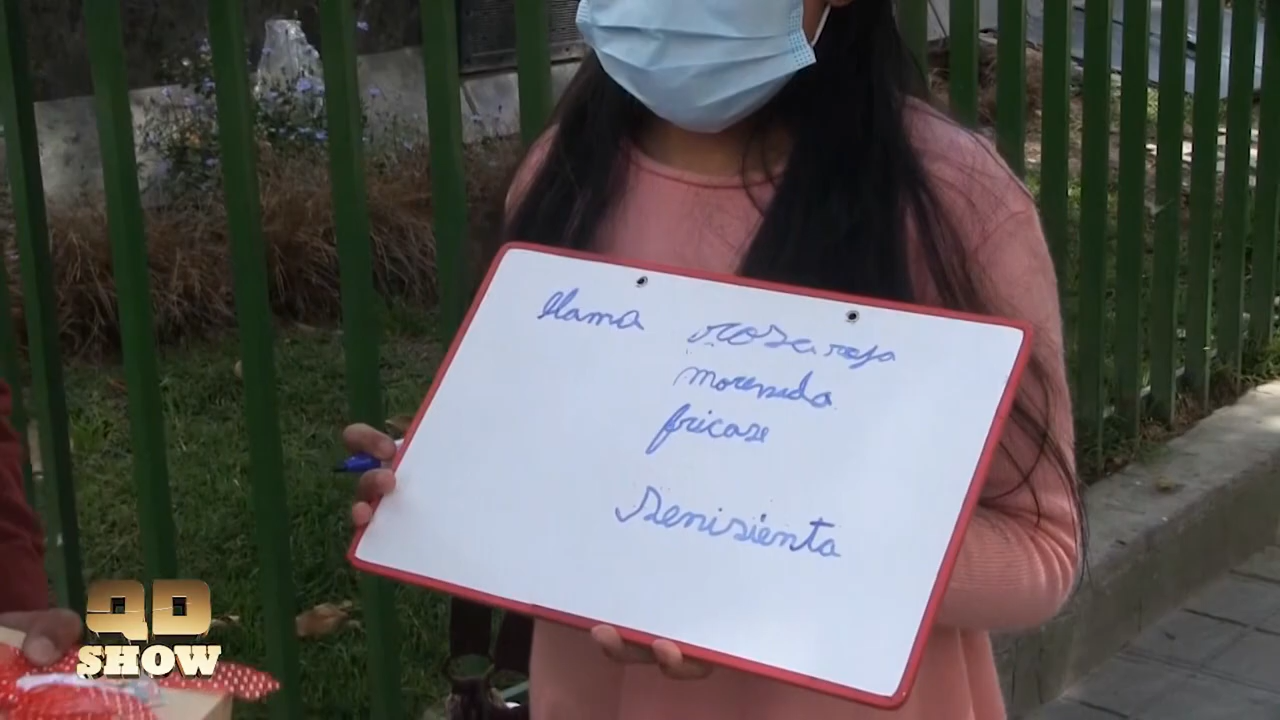 llama rosa roja
morenada
fricase
Senisienta
QD
SHOW